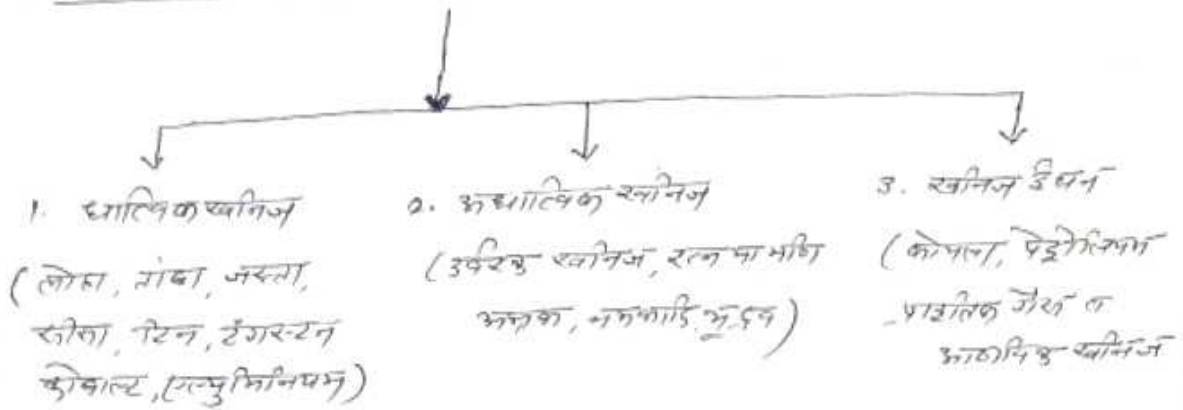 1. धात्विक खनिज
(लोहा, तांबा, जस्ता,
सीसा, टिन, टंगस्टन
कोबाल्ट, (एल्युमिनियम)
2. अधात्विक खनिज
(उर्वरक खनिज, रत्न या मणि
अभ्रक, नमकादि मृदा)
3. खनिज ईंधन
(कोयला, पेट्रोलियम
प्राकृतिक गैस व
आणविक खनिज